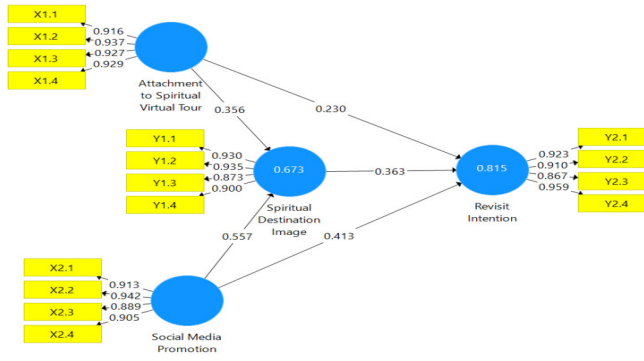 X1.1
X1.2
X1.3
X1.4
0.916
0.937
0.927
0.929
Attachment
to Spiritual
Virtual Tour
0.356
0.230
Y1.1
Y1.2
Y1.3
Y1.4
0.930
0.935
0.873
0.900
0.673
Spiritual
Destination
Image
0.363
0.815
Revisit
Intention
0.923
0.910
0.867
0.959
Y2.1
Y2.2
Y2.3
Y2.4
0.557
0.413
X2.1
X2.2
X2.3
X2.4
0.913
0.942
0.889
0.905
Social Media
Promotion